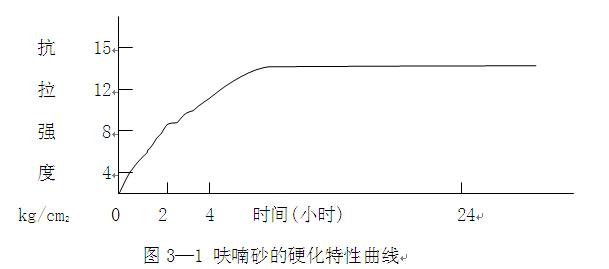 抗 15↵
拉 12↵
强 8↵
度 4↵
kg/cm₂ 0 2 4 时间(小时) 24↵
图 3—1 呋喃砂的硬化特性曲线↵